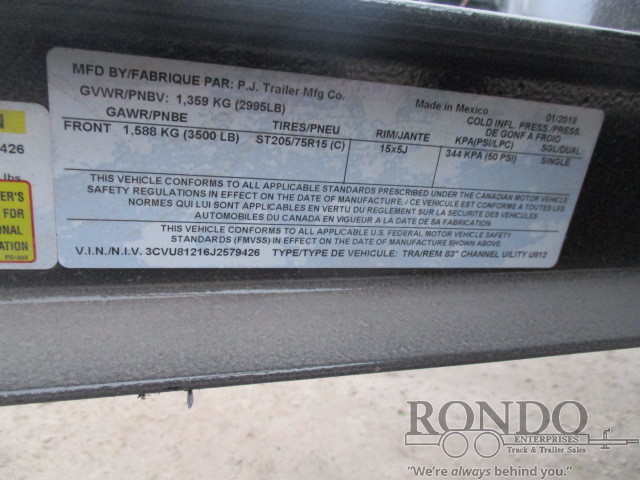 MFD BY/FABRIQUE PAR: P.J. Trailer Mfg Co.
Made in Mexico
01/2018
GVWR/PNBV: 1,359 KG (2995LB)
COLD INFL. PRESS./PRESS.
DE GONF A FROID
GAWR/PNBE TIRES/PNEU RIM/JANTE KPA(PSI/LPC) SGL/DUAL
FRONT 1,588 KG (3500 LB) ST205/75R15 (C) 15x5J 344 KPA (50 PSI) SINGLE
THIS VEHICLE CONFORMS TO ALL APPLICABLE STANDARDS PRESCRIBED UNDER THE CANADIAN MOTOR VEHICLE
SAFETY REGULATIONS IN EFFECT ON THE DATE OF MANUFACTURE. / CE VEHICULE EST CONFORME A TOUTES LES
NORMES QUI LUI SONT APPLICABLES EN VERTU DU REGLEMENT SUR LA SECURITE DES VEHICULES
AUTOMOBILES DU CANADA EN VIGUEUR A LA DATE DE SA FABRICATION
THIS VEHICLE CONFORMS TO ALL APPLICABLE U.S. FEDERAL MOTOR VEHICLE SAFETY
STANDARDS (FMVSS) IN EFFECT ON THE DATE OF MANUFACTURE SHOWN ABOVE.
V.I.N./N.I.V. 3CVU81216J2579426 TYPE/TYPE DE VEHICULE: TRA/REM 83" CHANNEL UILITY U812
426
lbs
FOR
RONDO
ENTERPRISES
Truck & Trailer Sales
"We're always behind you."